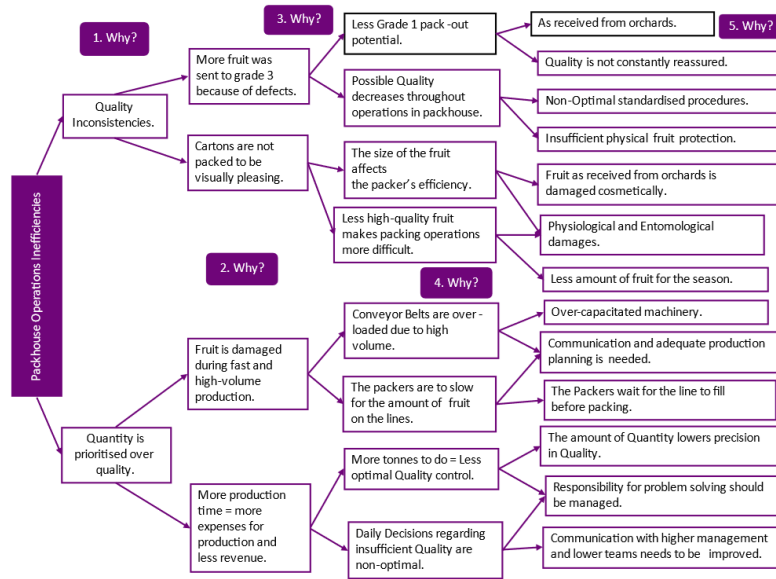 1. Why?
2. Why?
3. Why?
4. Why?
5. Why?
Packhouse Operations Inefficiencies
Quality
Inconsistencies.
Quantity is
prioritised over
quality.
More fruit was
sent to grade 3
because of defects.
Cartons are not
packed to be
visually pleasing.
Fruit is damaged
during fast and
high-volume
production.
More production
time = more
expenses for
production and
less revenue.
Less Grade 1 pack -out
potential.
Possible Quality
decreases throughout
operations in packhouse.
The size of the fruit
affects
the packer's efficiency.
Less high-quality fruit
makes packing operations
more difficult.
Conveyor Belts are over -
loaded due to high
volume.
The packers are to slow
for the amount of fruit
on the lines.
More tonnes to do = Less
optimal Quality control.
Daily Decisions regarding
insufficient Quality are
non-optimal.
As received from orchards.
Quality is not constantly reassured.
Non-Optimal standardised procedures.
Insufficient physical fruit protection.
Fruit as received from orchards is
damaged cosmetically.
Physiological and Entomological
damages.
Less amount of fruit for the season.
Over-capacitated machinery.
Communication and adequate production
planning is needed.
The Packers wait for the line to fill
before packing.
The amount of Quantity lowers precision
in Quality.
Responsibility for problem solving should
be managed.
Communication with higher management
and lower teams needs to be improved.